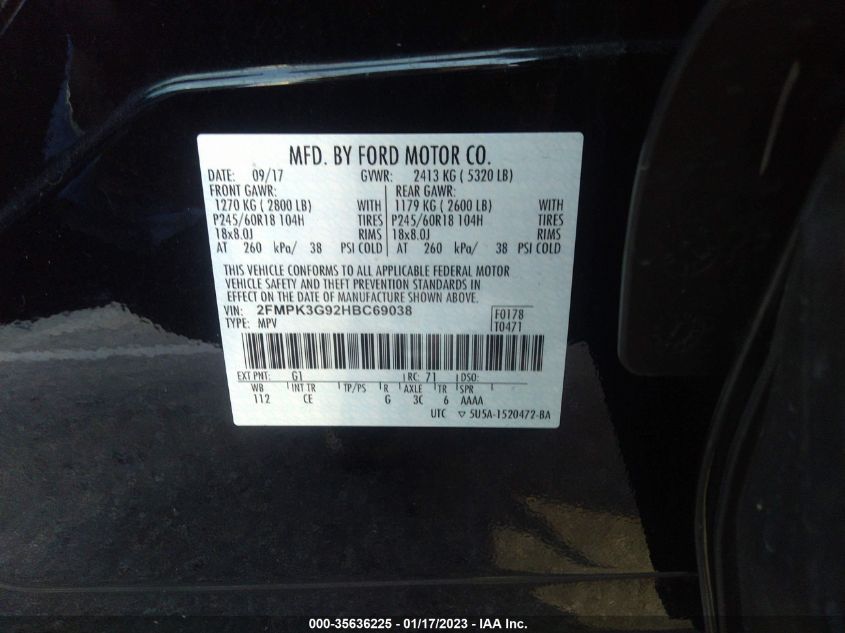 MFD. BY FORD MOTOR CO.
DATE: 09/17 GVWR: 2413 KG ( 5320 LB)
FRONT GAWR: REAR GAWR:
1270 KG ( 2800 LB) WITH 1179 KG ( 2600 LB) WITH
P245/60R18 104H TIRES P245/60R18 104H TIRES
18x8.0J RIMS 18x8.0J RIMS
AT 260 kPa/ 38 PSI COLD AT 260 kPa/ 38 PSI COLD
THIS VEHICLE CONFORMS TO ALL APPLICABLE FEDERAL MOTOR
VEHICLE SAFETY AND THEFT PREVENTION STANDARDS IN
EFFECT ON THE DATE OF MANUFACTURE SHOWN ABOVE.
VIN: 2FMPK3G92HBC69038 F0178
TYPE: MPV T0471
EXT PNT: G1 RC: 71 DSO:
WB INT TR TP/PS R AXLE TR SPR
112 CE G 3C 6 AAAA
UTC ▽ 5U5A-1520472-BA
000-35636225 - 01/17/2023 - IAA Inc.